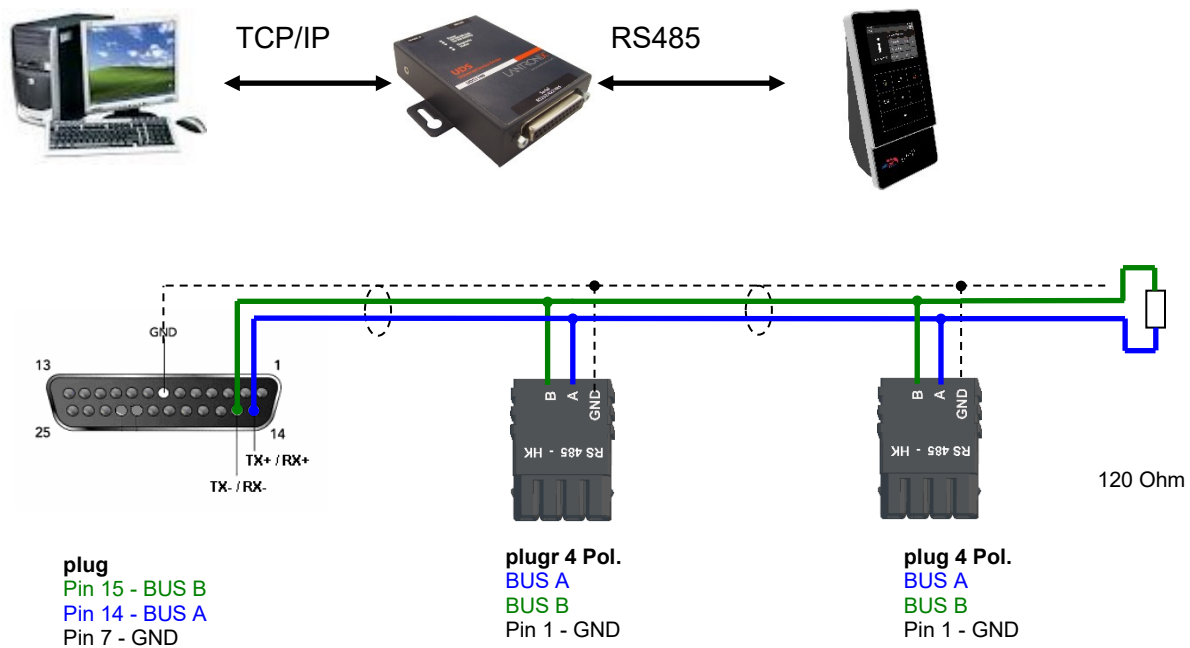 TCP/IP
RS485
UDS
LANTRONIX
GND
13
1
25
14
TX+ / RX+
TX- / RX-
B
A
GND
RS 485 - HK
B
A
GND
RS 485 - HK
120 Ohm
plug
Pin 15 - BUS B
Pin 14 - BUS A
Pin 7 - GND
plugr 4 Pol.
BUS A
BUS B
Pin 1 - GND
plug 4 Pol.
BUS A
BUS B
Pin 1 - GND